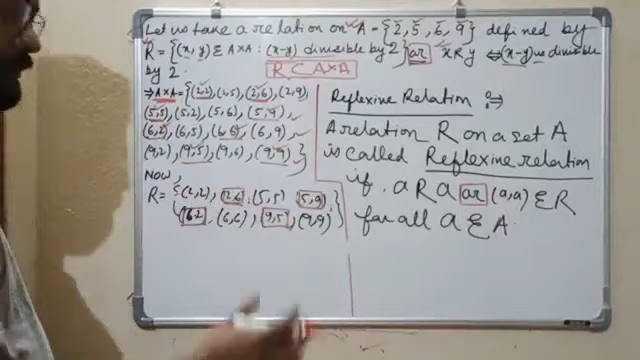 Let us take a relation on A = {2, 5, 6, 9} defined by
R = {(x, y) ∈ A×A : (x-y) divisible by 2} or xRy ⇔ (x-y) is divisible
by 2.
R ⊂ A×A
⇒ A×A = {(2,2), (2,5), (2,6), (2,9)
(5,5), (5,2), (5,6), (5,9),
(6,2), (6,5), (6,6), (6,9),
(9,2), (9,5), (9,6), (9,9)}
NOW,
R = {(2,2), (2,6), (5,5), (5,9)
(6,2), (6,6), (9,5), (9,9)}
Reflexine Relation :⇒
A relation R on a set A
is called Reflexine relation
if aRa or (a,a) ∈ R
for all a ∈ A